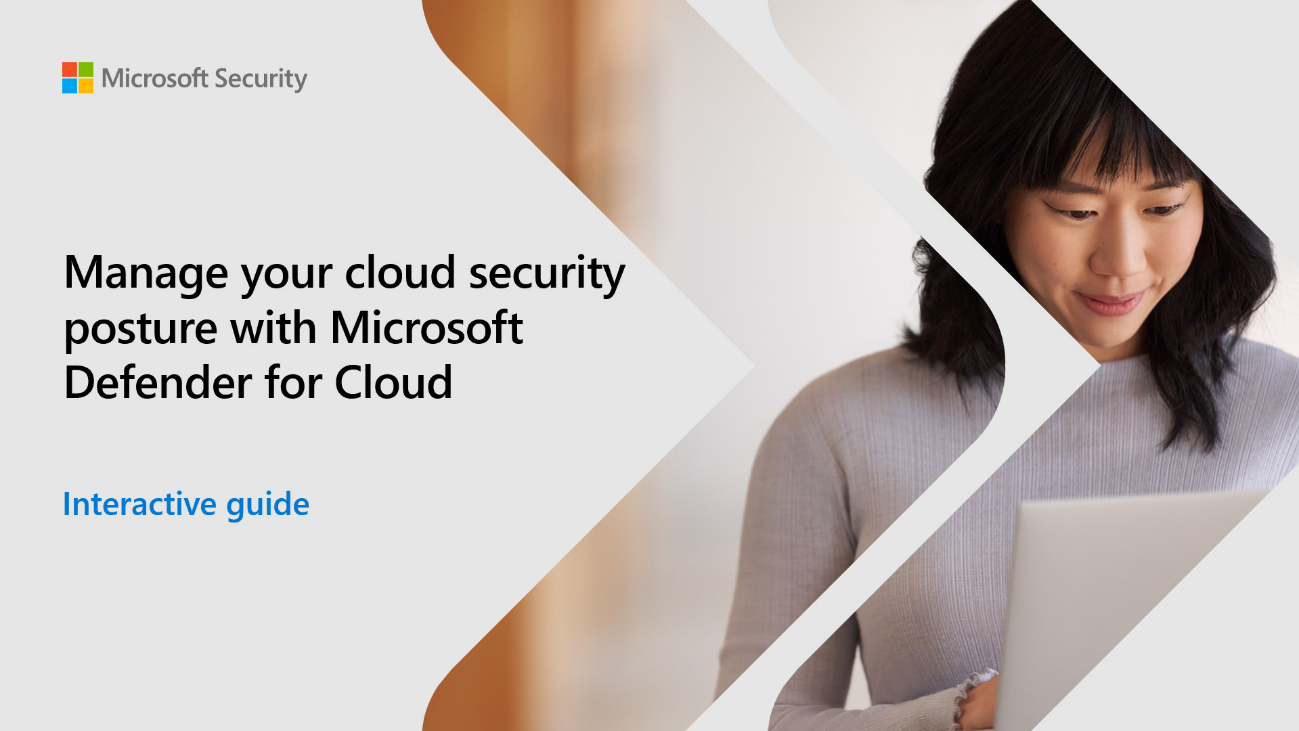 Microsoft Security
Manage your cloud security
posture with Microsoft
Defender for Cloud
Interactive guide